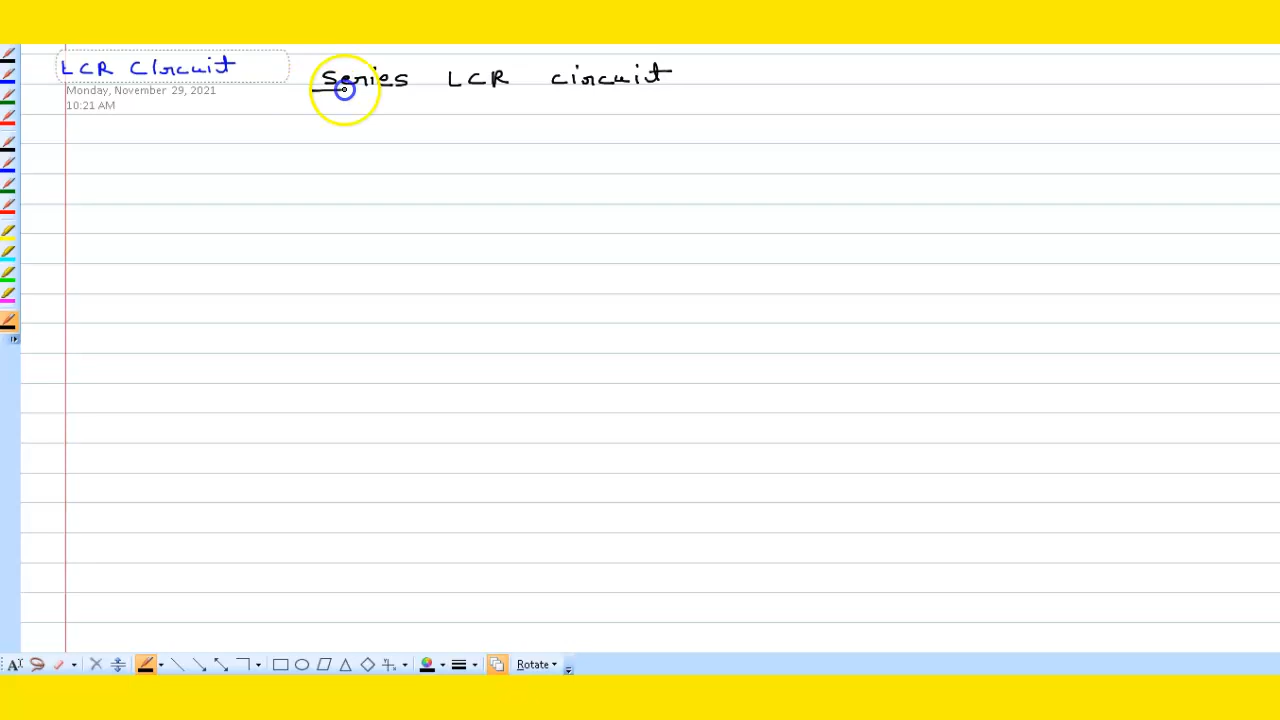 LCR Circuit
Series LCR circuit
Monday, November 29, 2021
10:21 AM
Rotate